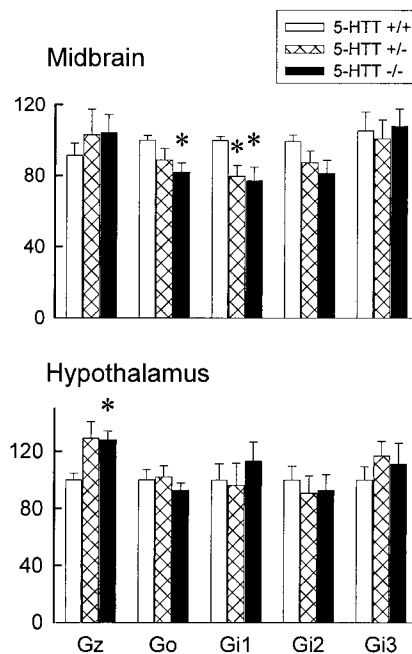 5-HTT +/+
5-HTT +/-
5-HTT -/-
Midbrain
120
80
40
0
* * *
Hypothalamus
120
80
40
0
*
Gz Go Gi1 Gi2 Gi3